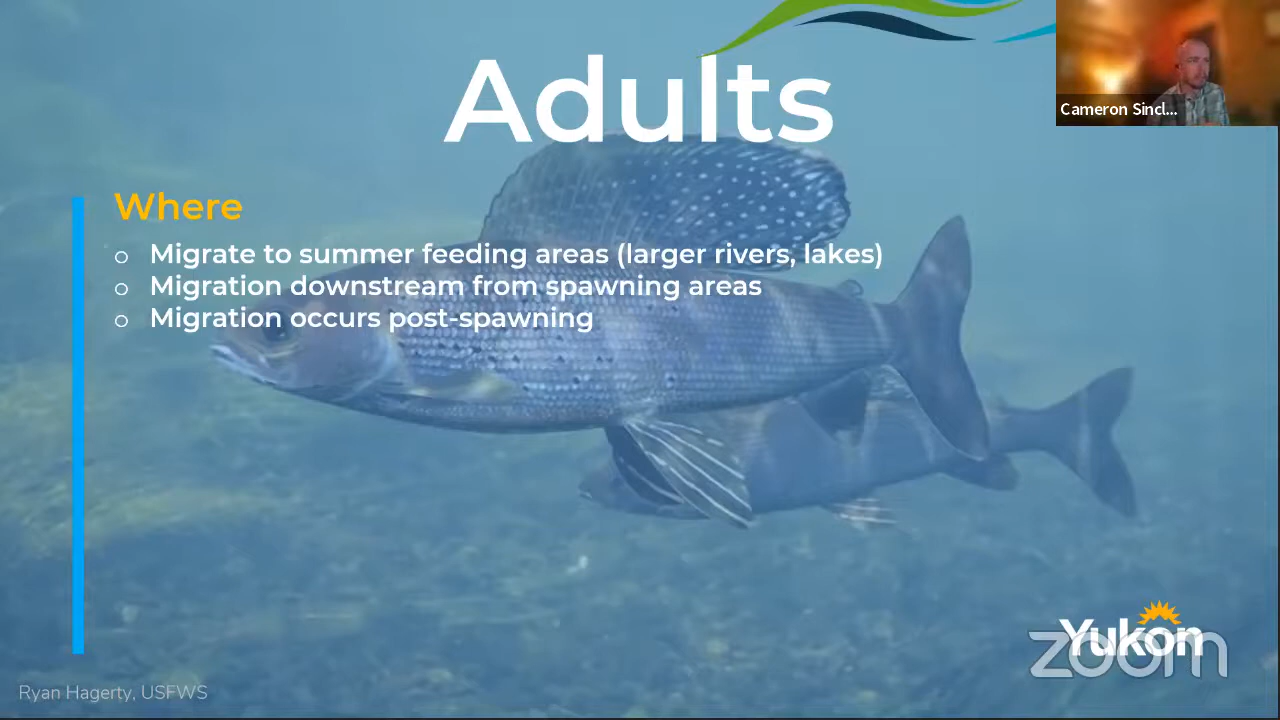 Adults
Cameron Sincl...
Where
Migrate to summer feeding areas (larger rivers, lakes)
Migration downstream from spawning areas
Migration occurs post-spawning
Yukon
zoom
Ryan Hagerty, USFWS